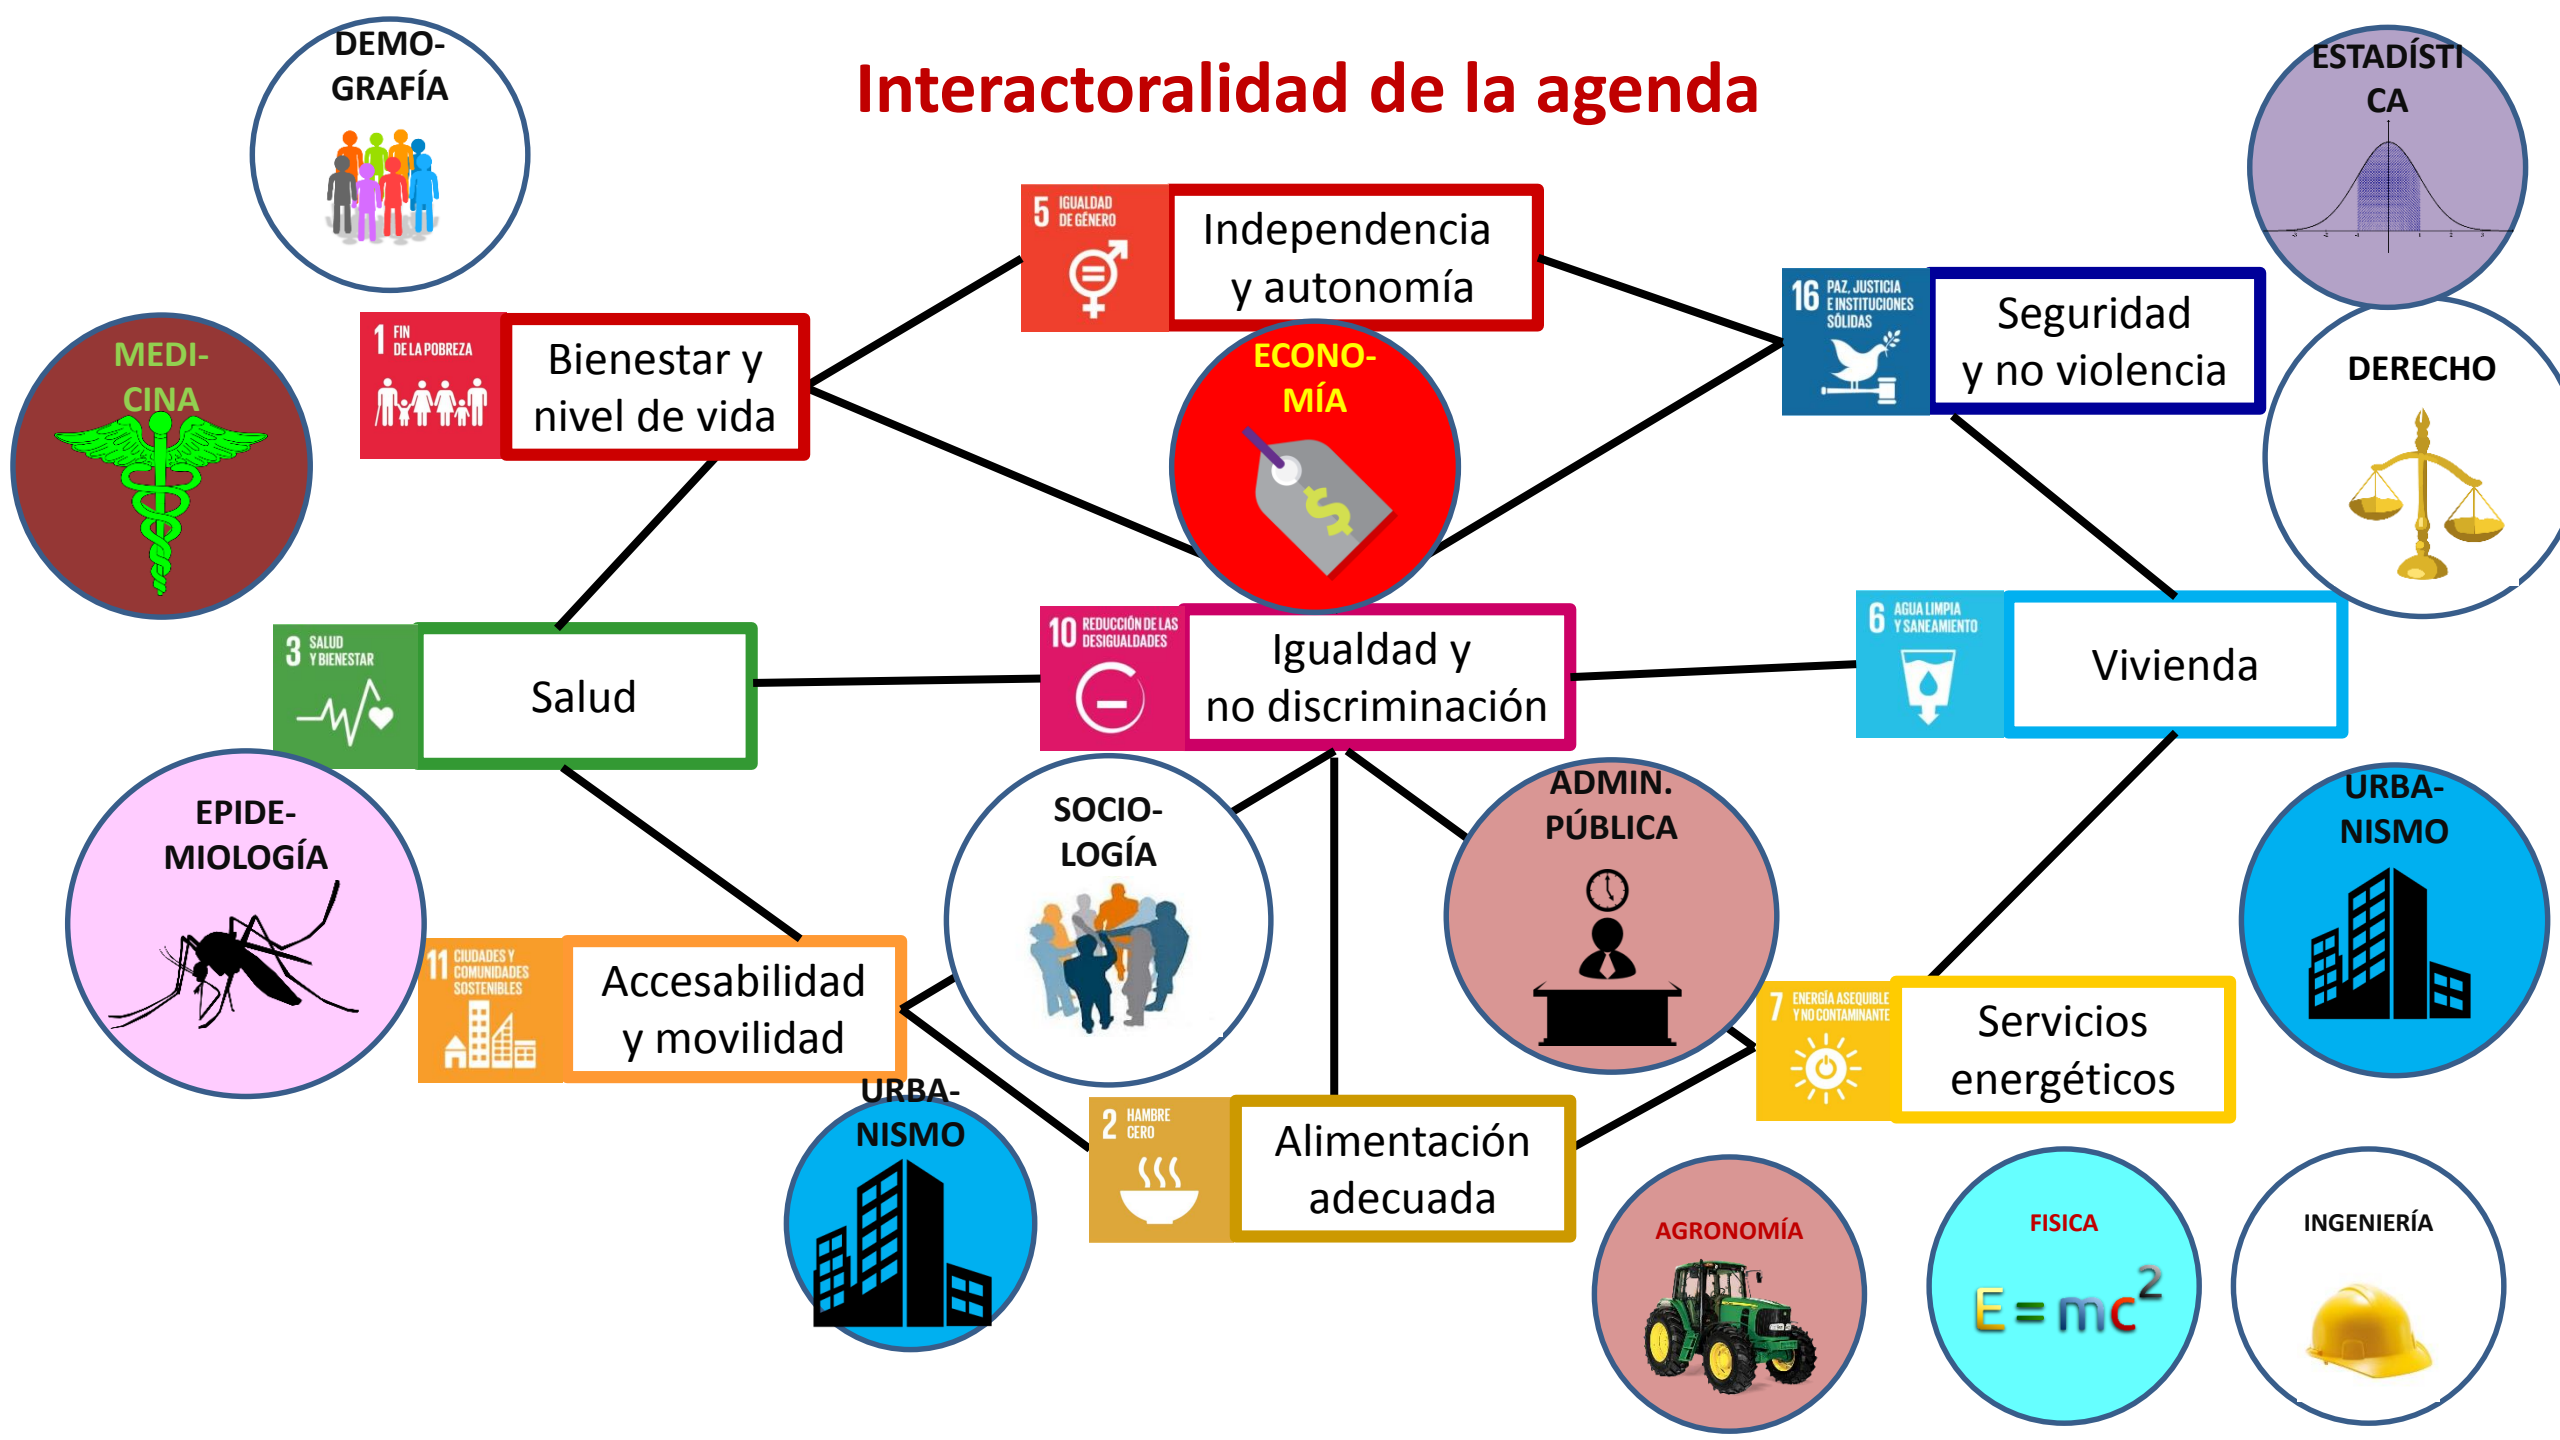 Interactoralidad de la agenda
DEMO-
GRAFÍA
ESTADÍSTI
CA
5 IGUALDAD
DE GÉNERO
Independencia
y autonomía
16 PAZ, JUSTICIA
E INSTITUCIONES
SÓLIDAS
Seguridad
y no violencia
1 FIN
DE LA POBREZA
Bienestar y
nivel de vida
MEDI-
CINA
ECONO-
MÍA
$
DERECHO
3 SALUD
Y BIENESTAR
Salud
10 REDUCCIÓN DE LAS
DESIGUALDADES
Igualdad y
no discriminación
6 AGUA LIMPIA
Y SANEAMIENTO
Vivienda
EPIDE-
MIOLOGÍA
SOCIO-
LOGÍA
ADMIN.
PÚBLICA
URBA-
NISMO
11 CIUDADES Y
COMUNIDADES
SOSTENIBLES
Accesabilidad
y movilidad
7 ENERGÍA ASEQUIBLE
Y NO CONTAMINANTE
Servicios
energéticos
URBA-
NISMO
2 HAMBRE
CERO
Alimentación
adecuada
AGRONOMÍA
FISICA
E = mc2
INGENIERÍA